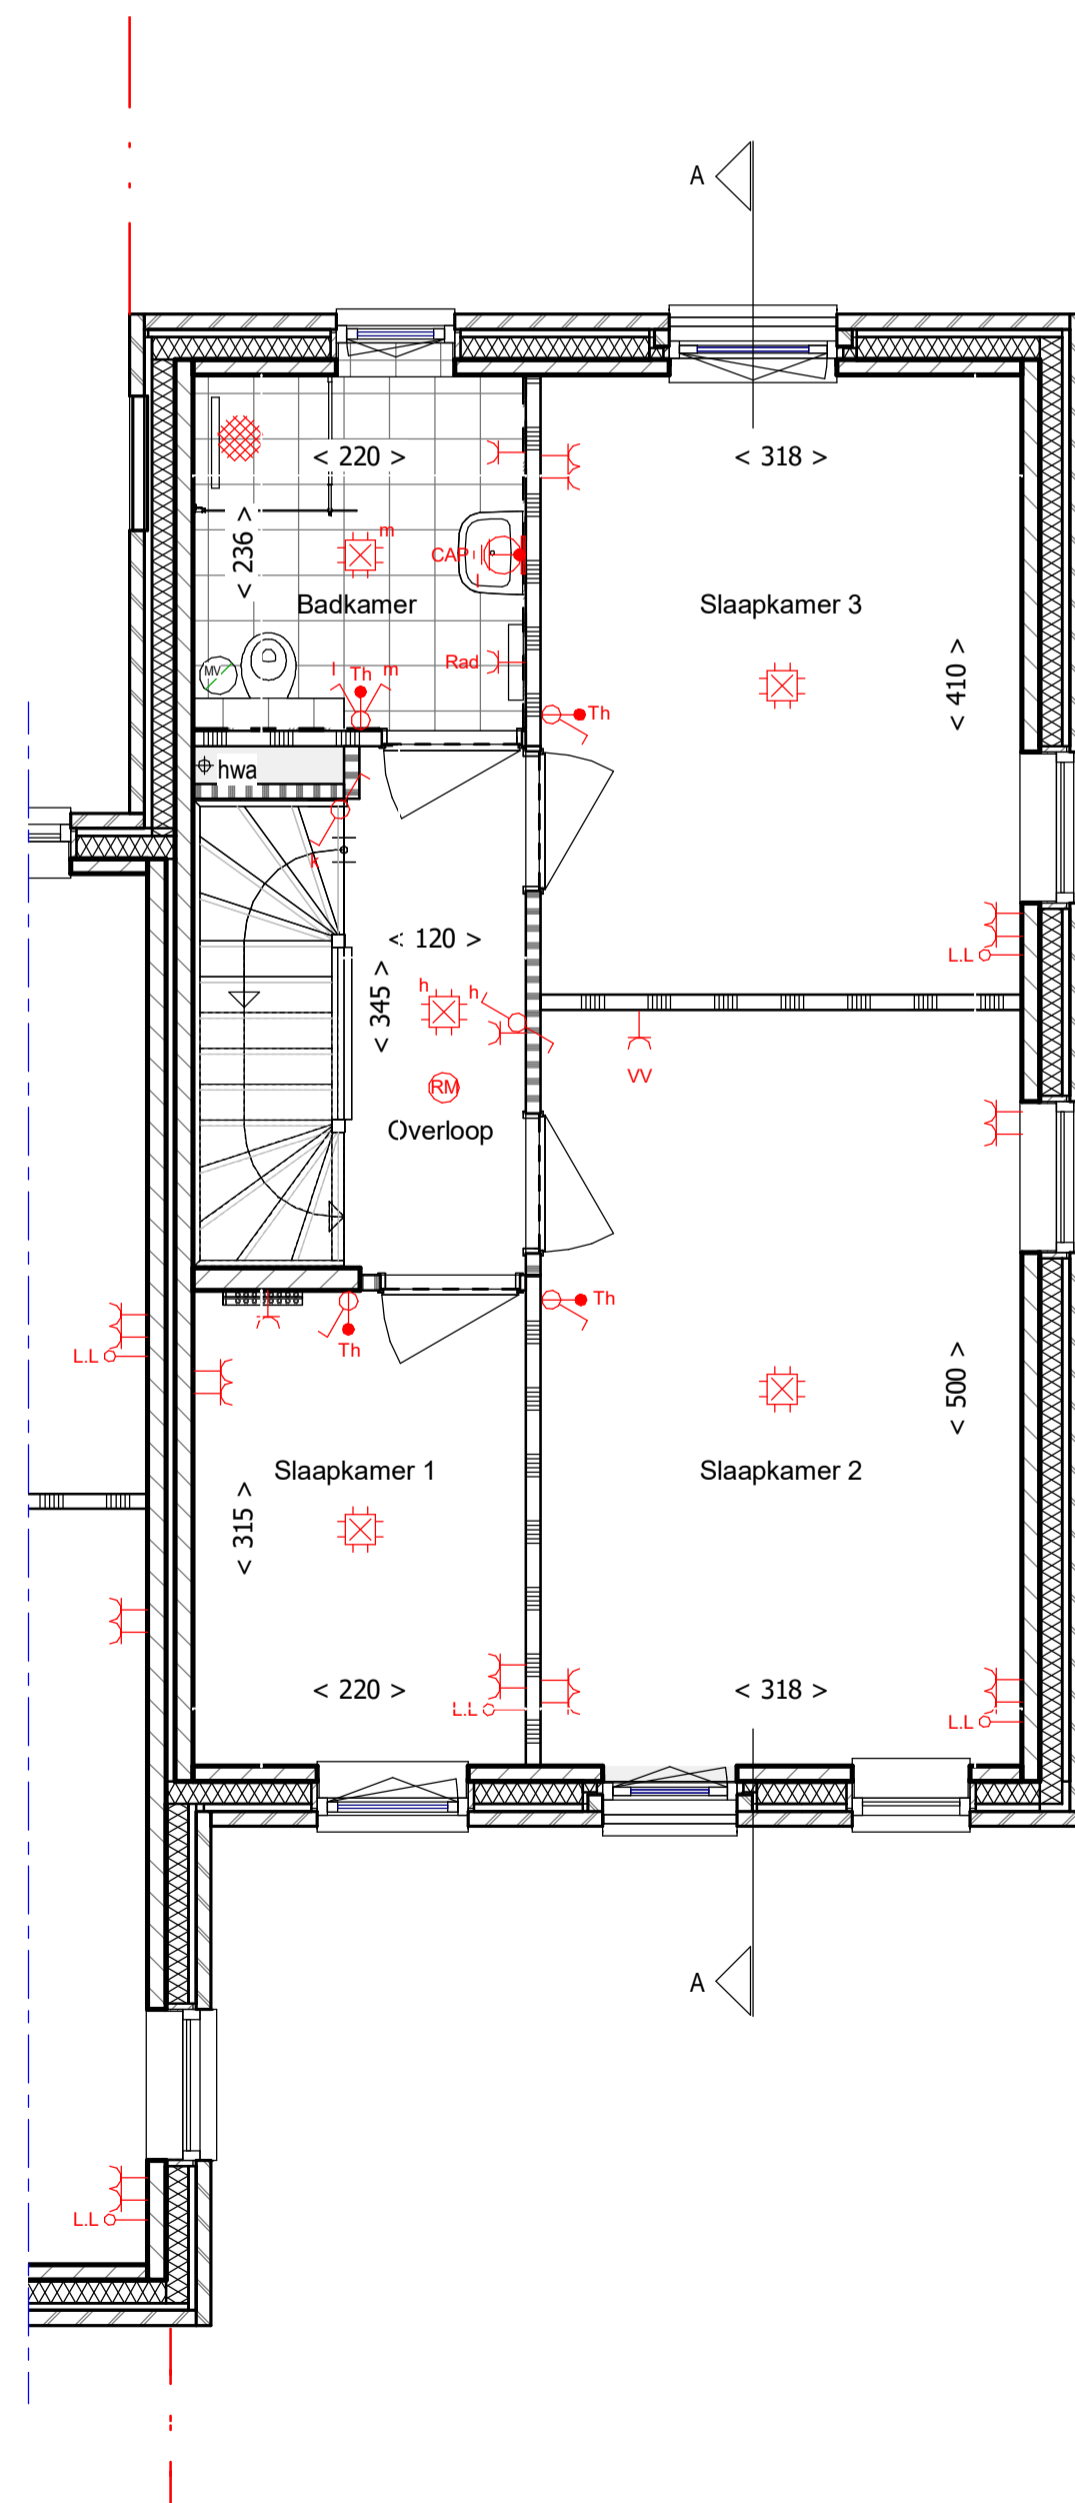 A
< 220 >
< 318 >
< 236 >
m
CAP
Badkamer
Slaapkamer 3
MV
l
Th
m
Rad
< 410 >
Th
hwa
k
< 120 >
L.L
< 345 >
h
h
RM
VV
Overloop
Th
Th
L.L
< 500 >
Slaapkamer 1
Slaapkamer 2
< 315 >
< 220 >
< 318 >
L.L
L.L
A
L.L